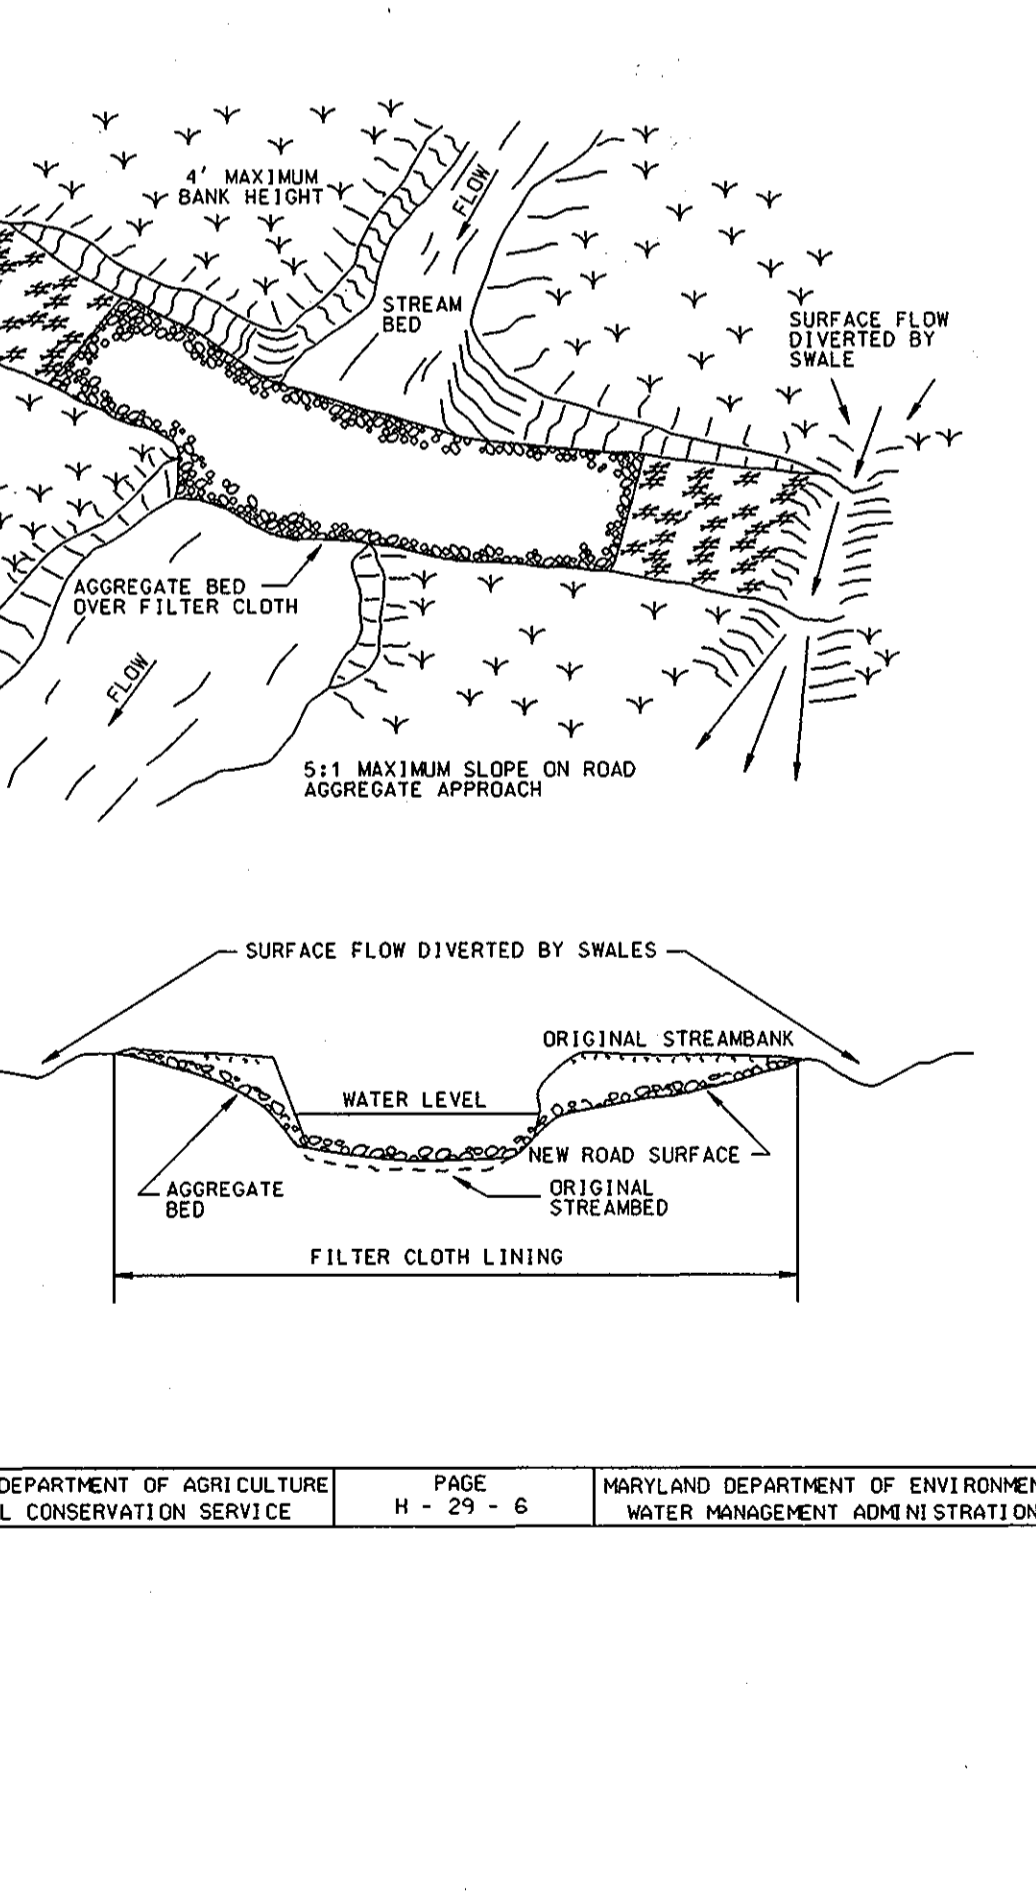 4' MAXIMUM
BANK HEIGHT
FLOW
STREAM
BED
SURFACE FLOW
DIVERTED BY
SWALE
AGGREGATE BED
OVER FILTER CLOTH
FLOW
5:1 MAXIMUM SLOPE ON ROAD
AGGREGATE APPROACH
SURFACE FLOW DIVERTED BY SWALES
ORIGINAL STREAMBANK
WATER LEVEL
NEW ROAD SURFACE
AGGREGATE
BED
ORIGINAL
STREAMBED
FILTER CLOTH LINING
DEPARTMENT OF AGRICULTURE
L CONSERVATION SERVICE
PAGE
H - 29 - 6
MARYLAND DEPARTMENT OF ENVIRONMEN
WATER MANAGEMENT ADMINISTRATION